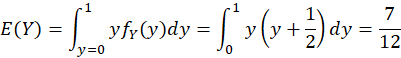 E(Y) = ∫_{y=0}^{1} y f_Y(y)dy = ∫_0^1 y (y + 1/2) dy = 7/12